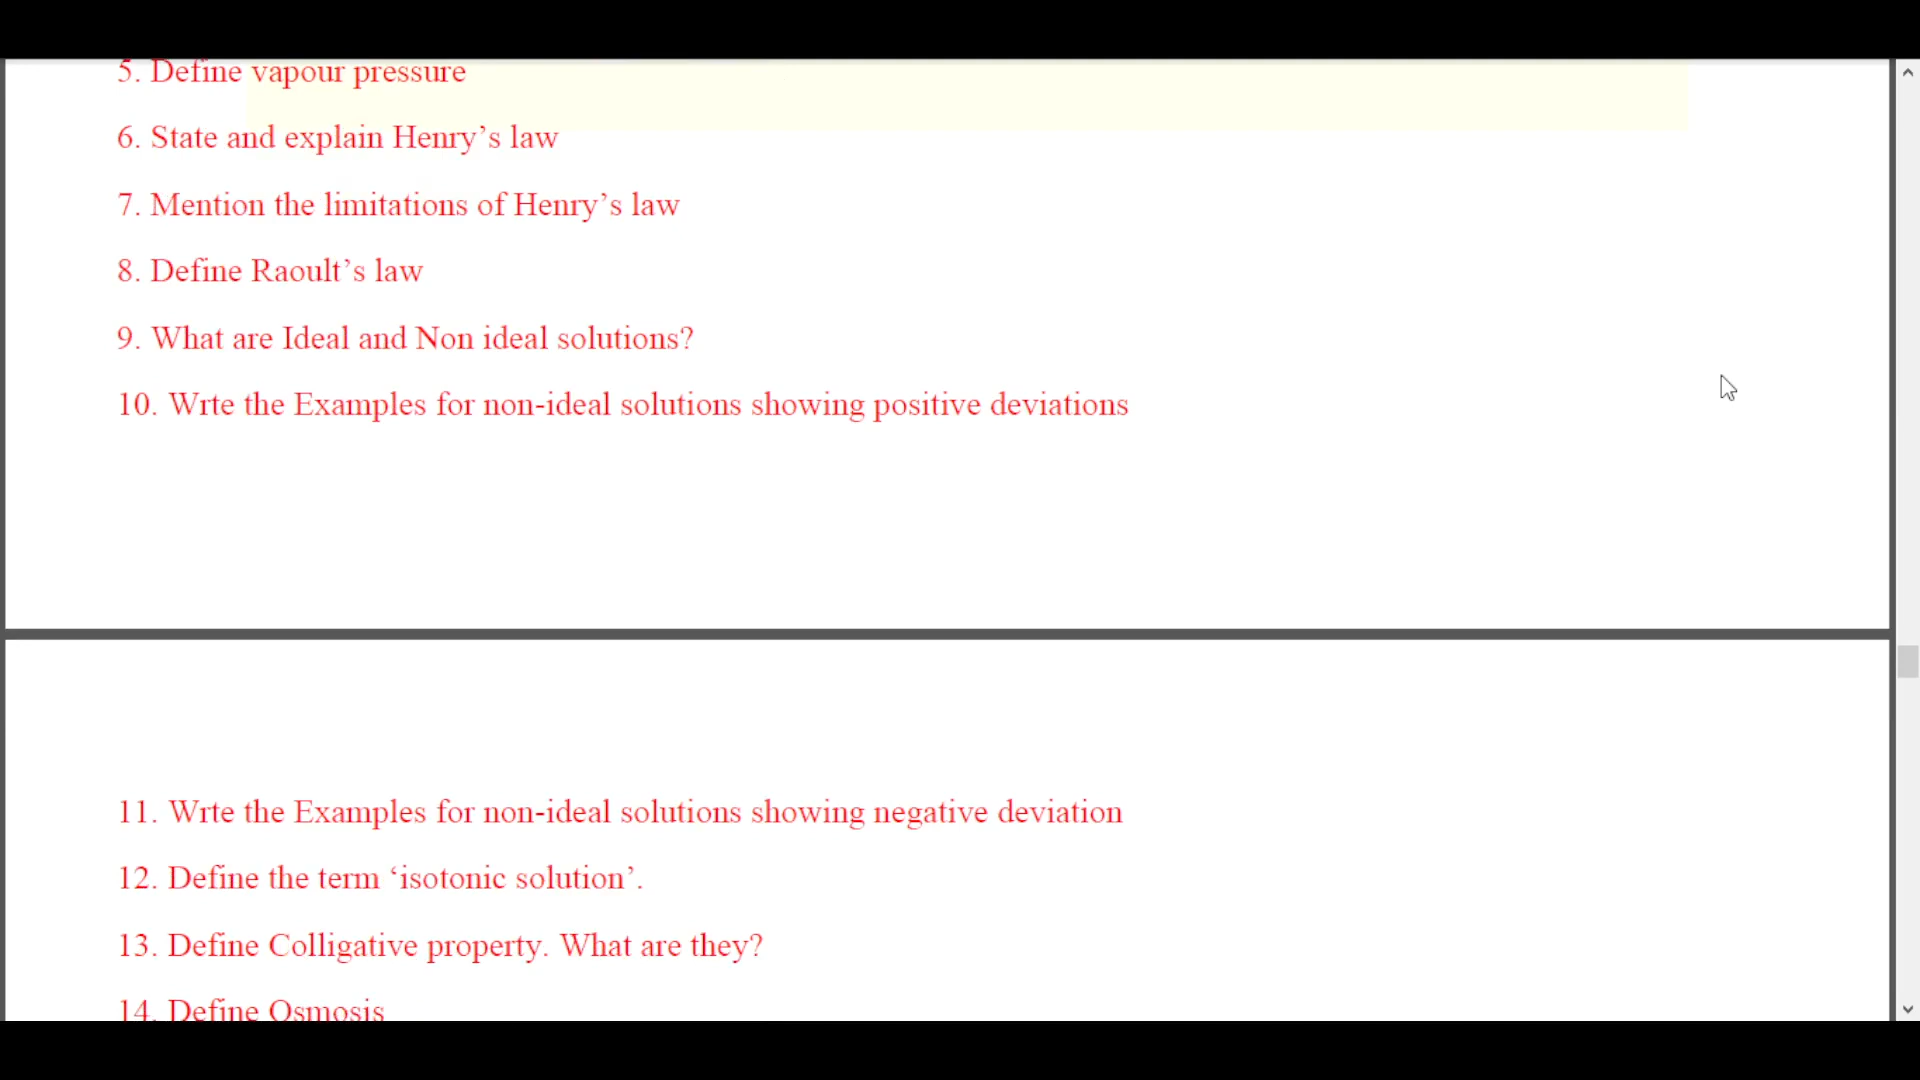 5. Define vapour pressure
6. State and explain Henry’s law
7. Mention the limitations of Henry’s law
8. Define Raoult’s law
9. What are Ideal and Non ideal solutions?
10. Wrte the Examples for non-ideal solutions showing positive deviations
11. Wrte the Examples for non-ideal solutions showing negative deviation
12. Define the term ‘isotonic solution’.
13. Define Colligative property. What are they?
14. Define Osmosis